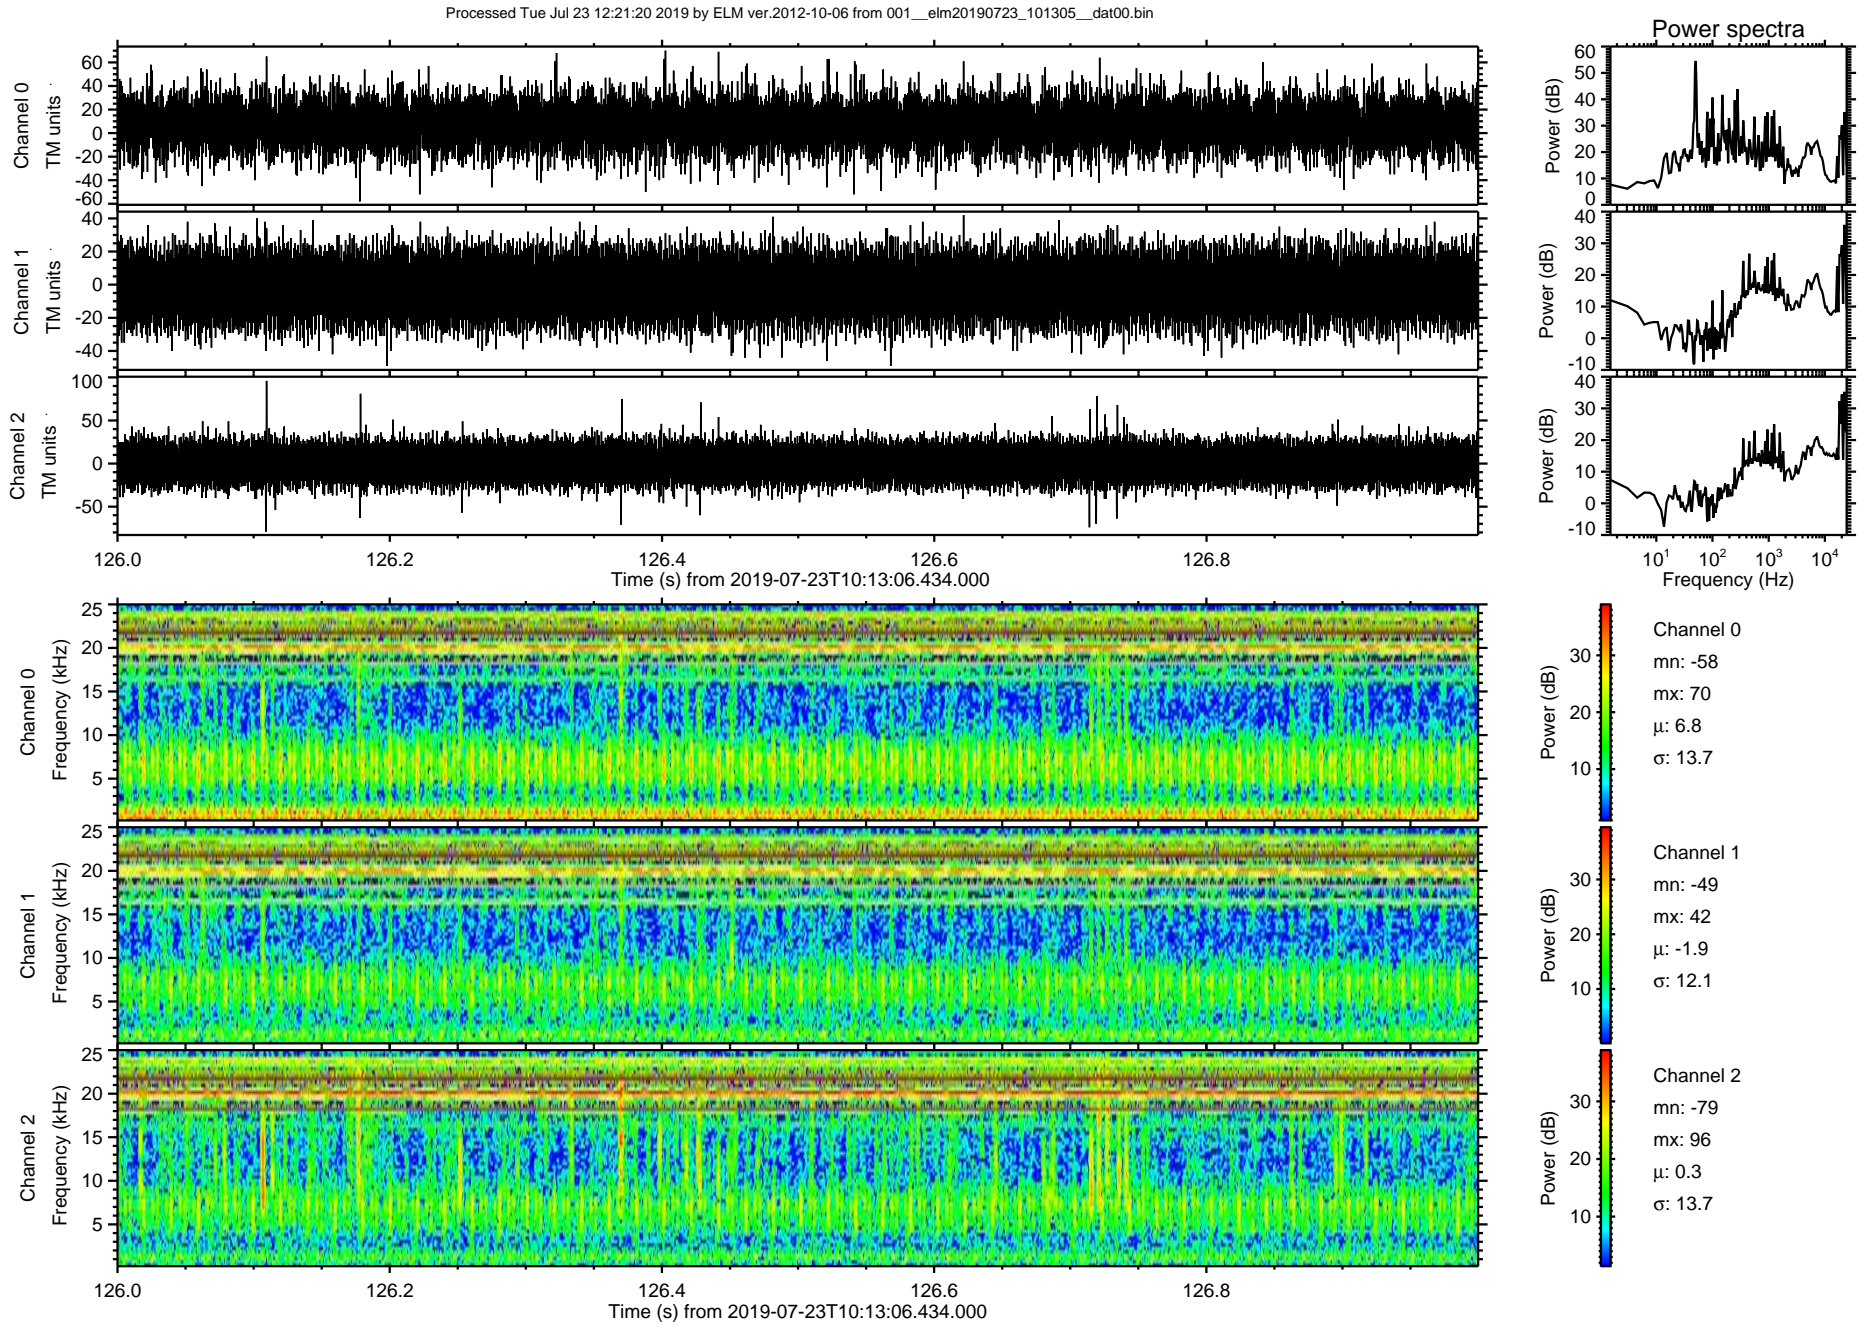 Processed Tue Jul 23 12:21:20 2019 by ELM ver.2012-10-06 from 001__elm20190723_101305__dat00.bin
Power spectra
Channel 0
TM units
60
40
20
0
-20
-40
-60
Power (dB)
60
50
40
30
20
10
0
Channel 1
TM units
40
20
0
-20
-40
Power (dB)
40
30
20
10
0
-10
Channel 2
TM units
100
50
0
-50
Power (dB)
40
30
20
10
0
-10
126.0 126.2 126.4 126.6 126.8
Time (s) from 2019-07-23T10:13:06.434.000
10^1 10^2 10^3 10^4
Frequency (Hz)
Channel 0
Frequency (kHz)
25
20
15
10
5
Power (dB)
30
20
10
Channel 0
mn: -58
mx: 70
μ: 6.8
σ: 13.7
Channel 1
Frequency (kHz)
25
20
15
10
5
Power (dB)
30
20
10
Channel 1
mn: -49
mx: 42
μ: -1.9
σ: 12.1
Channel 2
Frequency (kHz)
25
20
15
10
5
Power (dB)
30
20
10
Channel 2
mn: -79
mx: 96
μ: 0.3
σ: 13.7
126.0 126.2 126.4 126.6 126.8
Time (s) from 2019-07-23T10:13:06.434.000